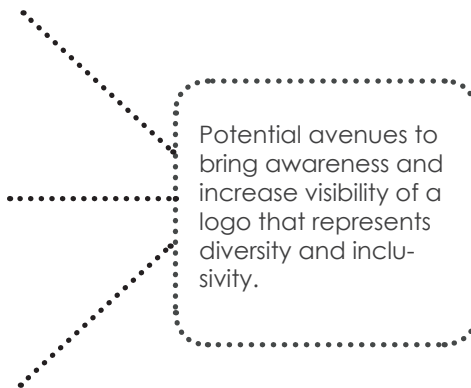 Potential avenues to
bring awareness and
increase visibility of a
logo that represents
diversity and inclu-
sivity.